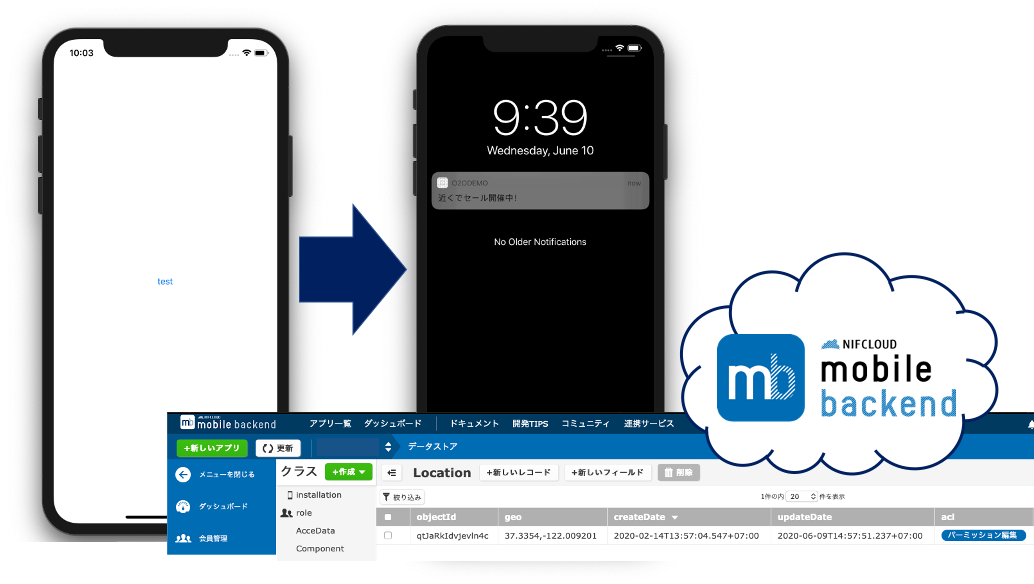 10:03
test
9:39
Wednesday, June 10
O2ODEMO
now
近くでセール開催中!
No Older Notifications
NIFCLOUD
mobile
backend
mb
mb
NIFCLOUD
mobile backend
アプリ一覧
ダッシュボード
ドキュメント
開発TIPS
コミュニティ
連携サービス
+新しいアプリ
更新
データストア
メニューを閉じる
ダッシュボード
会員管理
クラス
+作成
installation
role
AcceData
Component
Location
+新しいレコード
+新しいフィールド
削除
絞り込み
1件の内 20 件を表示
objectId geo createDate updateDate acl
qtJaRkIdvjevln4c 37.3354,-122.009201 2020-02-14T13:57:04.547+07:00 2020-06-09T14:57:51.237+07:00 パーミッション編集